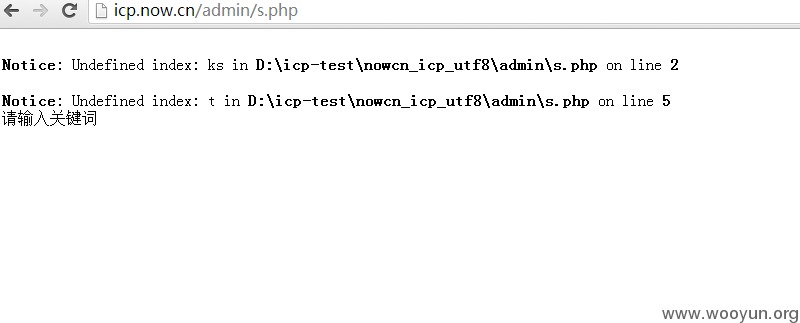 icp.now.cn/admin/s.php
Notice: Undefined index: ks in D:\icp-test\nowcn_icp_utf8\admin\s.php on line 2
Notice: Undefined index: t in D:\icp-test\nowcn_icp_utf8\admin\s.php on line 5
请输入关键词
www.wooyun.org